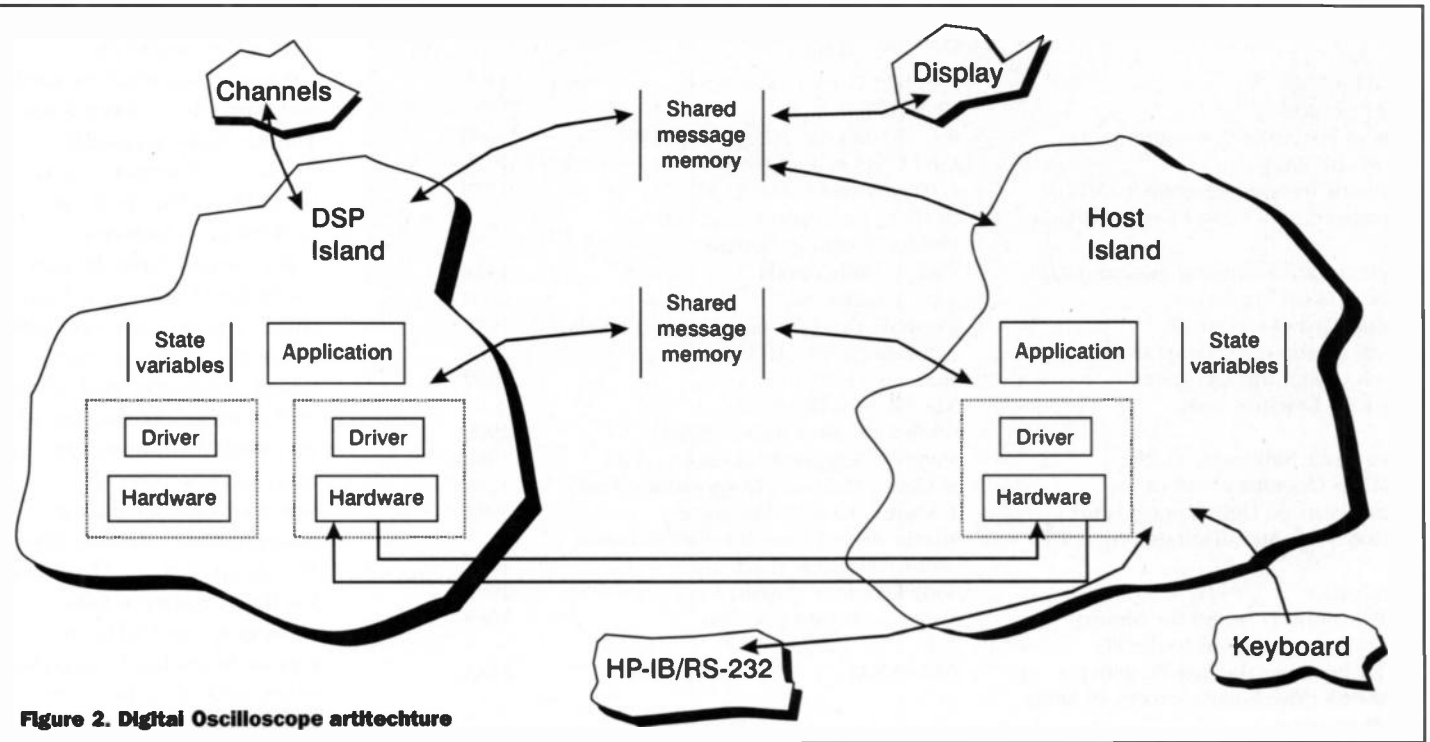 Channels
Display
Shared
message
memory
DSP
Island
Host
Island
Shared
message
memory
State
variables
Application
Application
State
variables
Driver
Driver
Driver
Hardware
Hardware
Hardware
HP-IB/RS-232
Keyboard
Figure 2. Digital Oscilloscope artitechture